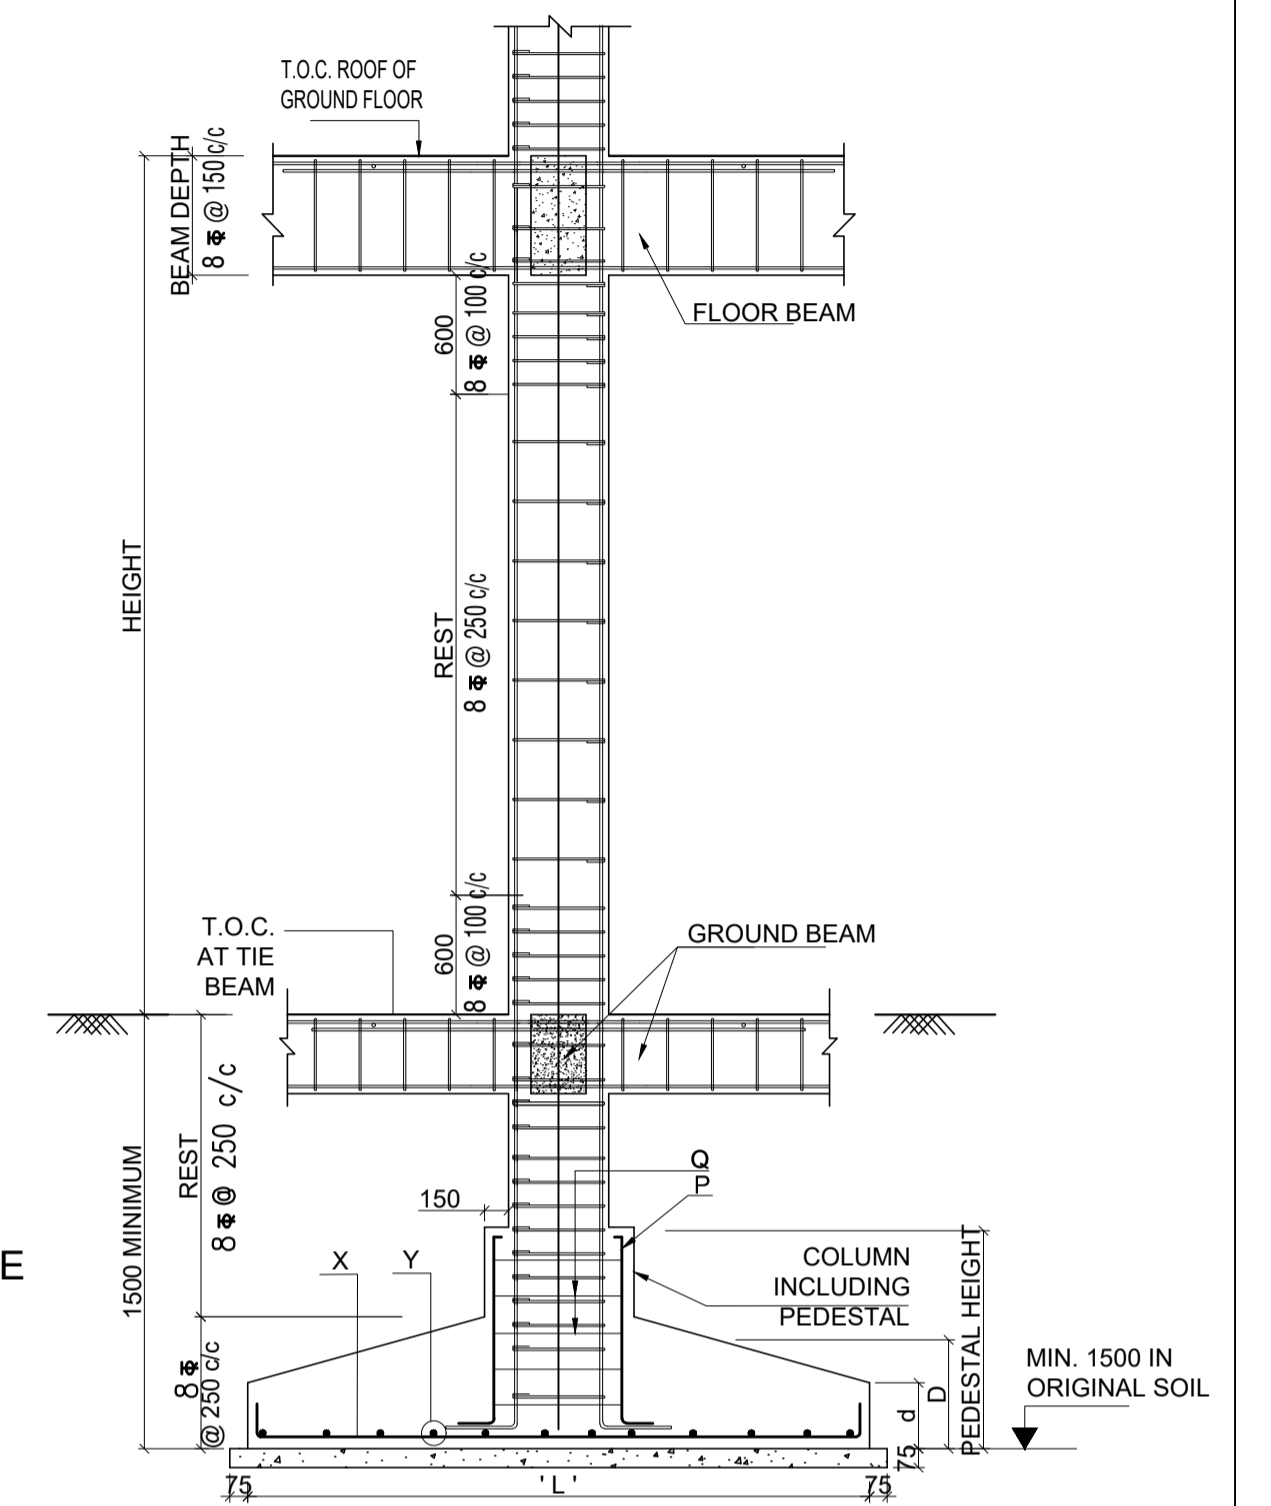 T.O.C. ROOF OF
GROUND FLOOR
BEAM DEPTH
8 Φ @ 150 c/c
FLOOR BEAM
600
8 Φ @ 100 c/c
HEIGHT
REST
8 Φ @ 250 c/c
600
8 Φ @ 100 c/c
T.O.C.
AT TIE
BEAM
GROUND BEAM
1500 MINIMUM
REST
8 Φ @ 250 c/c
150
Q
P
E
X
Y
COLUMN
INCLUDING
PEDESTAL
PEDESTAL HEIGHT
8 Φ
@ 250 c/c
D
d
75
MIN. 1500 IN
ORIGINAL SOIL
75
' L '
75